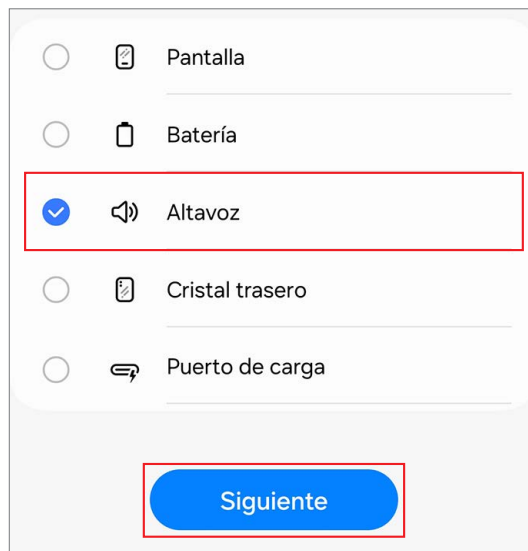 Pantalla
Batería
Altavoz
Cristal trasero
Puerto de carga
Siguiente